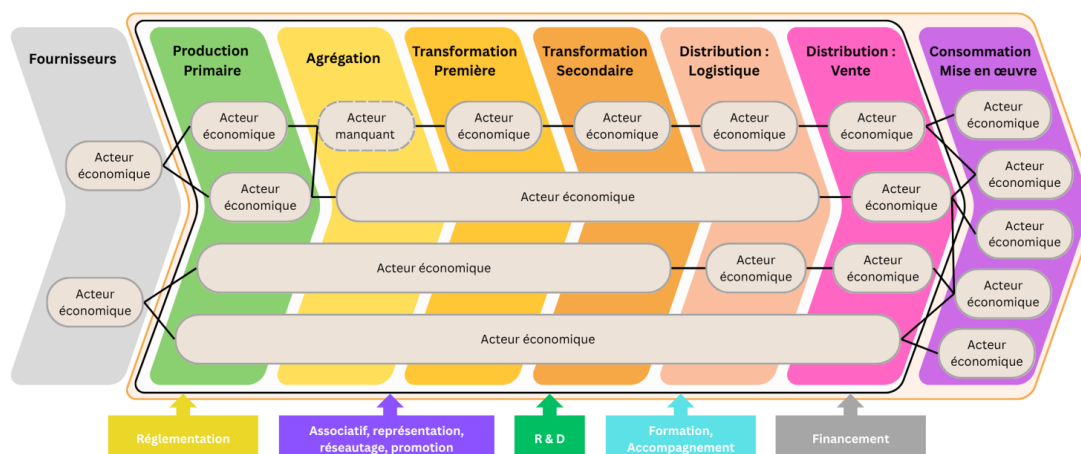 Fournisseurs
Production
Primaire
Agrégation
Transformation
Première
Transformation
Secondaire
Distribution :
Logistique
Distribution :
Vente
Consommation
Mise en œuvre
Acteur
économique
Acteur
manquant
Acteur
économique
Acteur
économique
Acteur
économique
Acteur
économique
Acteur
économique
Acteur
économique
Acteur
économique
Acteur économique
Acteur
économique
Acteur
économique
Acteur
économique
Acteur économique
Acteur
économique
Acteur
économique
Acteur
économique
Acteur
économique
Acteur économique
Acteur
économique
Réglementation
Associatif, représentation,
réseautage, promotion
R & D
Formation,
Accompagnement
Financement